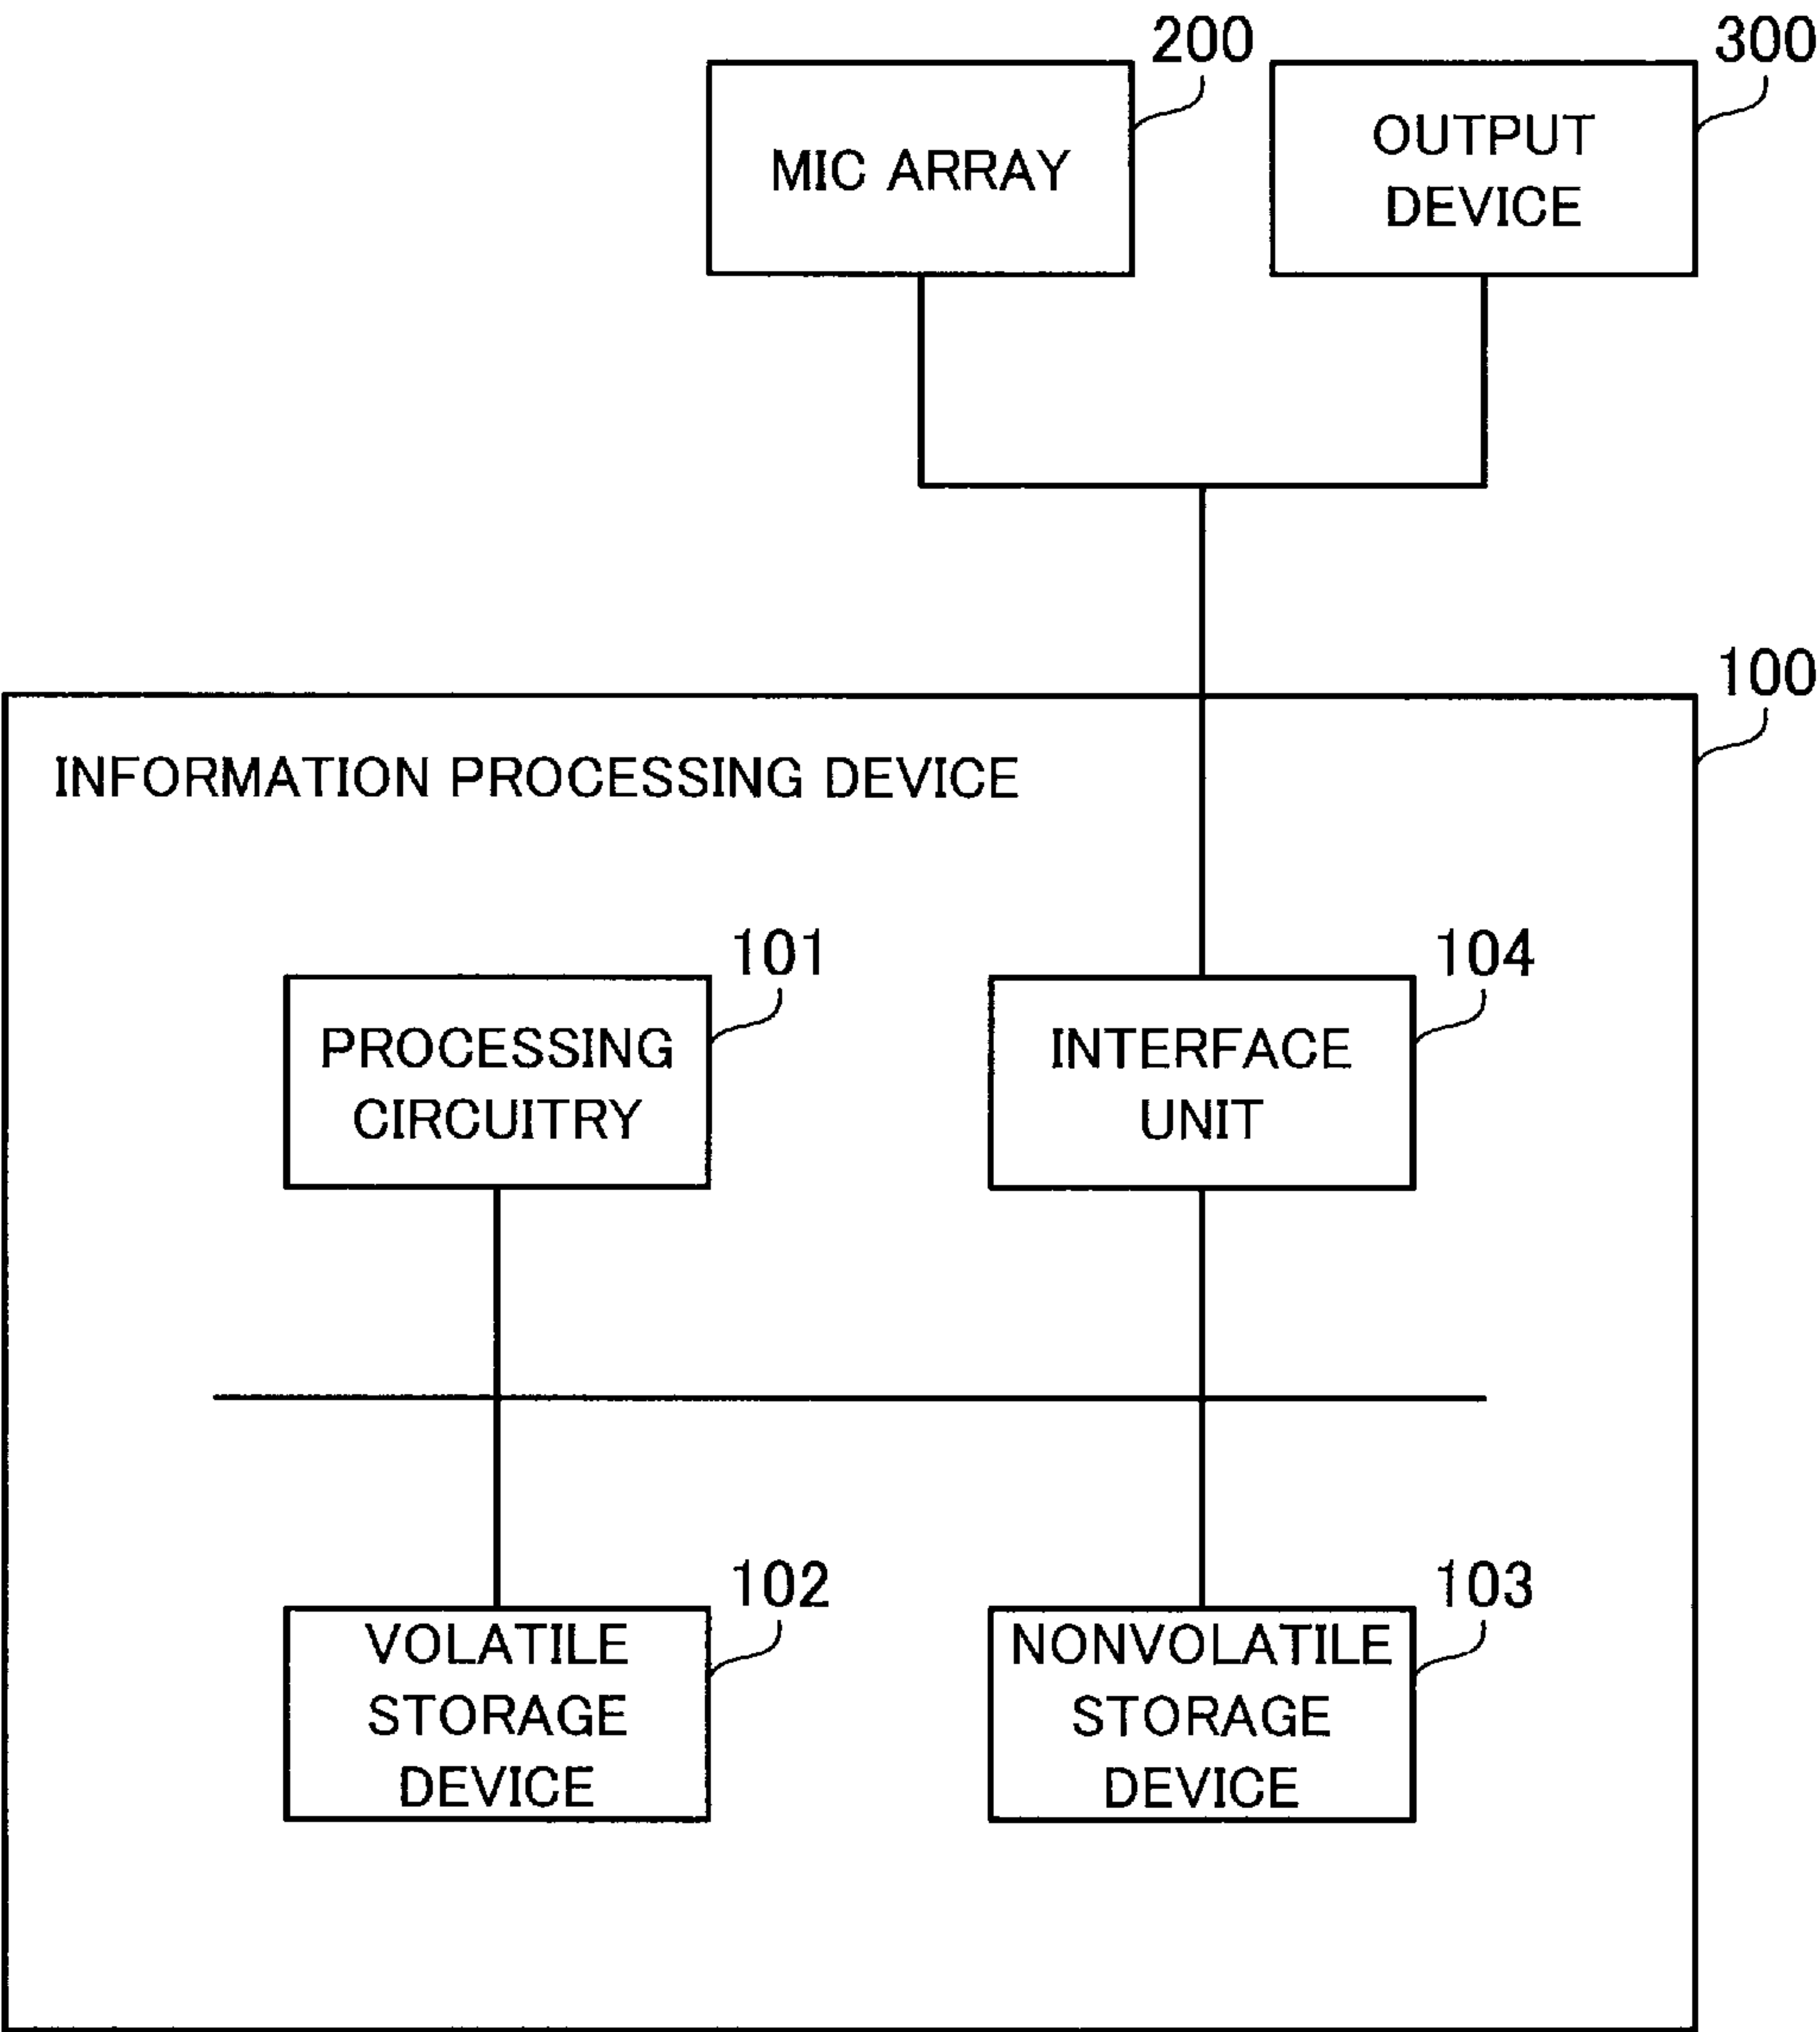 200
300
MIC ARRAY
OUTPUT
DEVICE
100
INFORMATION PROCESSING DEVICE
101
104
PROCESSING
CIRCUITRY
INTERFACE
UNIT
102
103
VOLATILE
STORAGE
DEVICE
NONVOLATILE
STORAGE
DEVICE